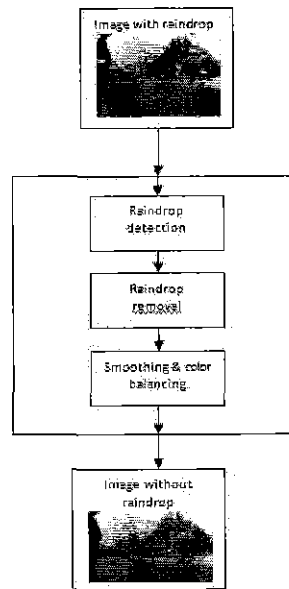 Image with raindrop
Raindrop
detection
Raindrop
removal
Smoothing & color
balancing
Image without
raindrop